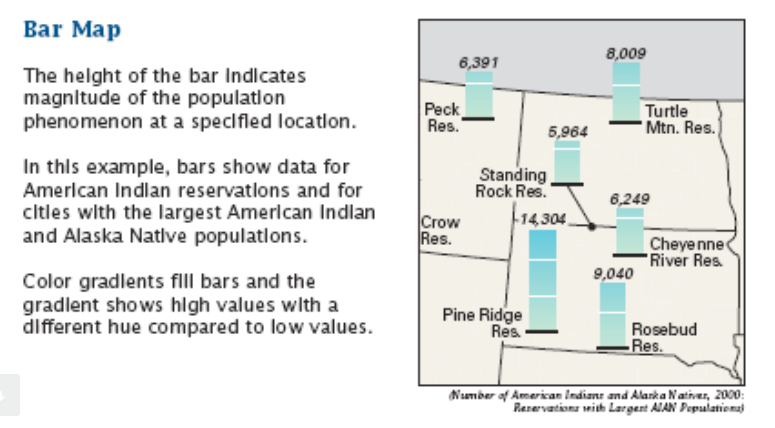 Bar Map
The height of the bar indicates
magnitude of the population
phenomenon at a specified location.
In this example, bars show data for
American Indian reservations and for
cities with the largest American Indian
and Alaska Native populations.
Color gradients fill bars and the
gradient shows high values with a
different hue compared to low values.
6,391
8,009
Peck
Res.
Turtle
Mtn. Res.
5,964
Standing
Rock Res.
6,249
Crow
Res.
14,304
Cheyenne
River Res.
9,040
Pine Ridge
Res.
Rosebud
Res.
(Number of American Indians and Alaska Natives, 2000:
Reservations with Largest AIAN Populations)